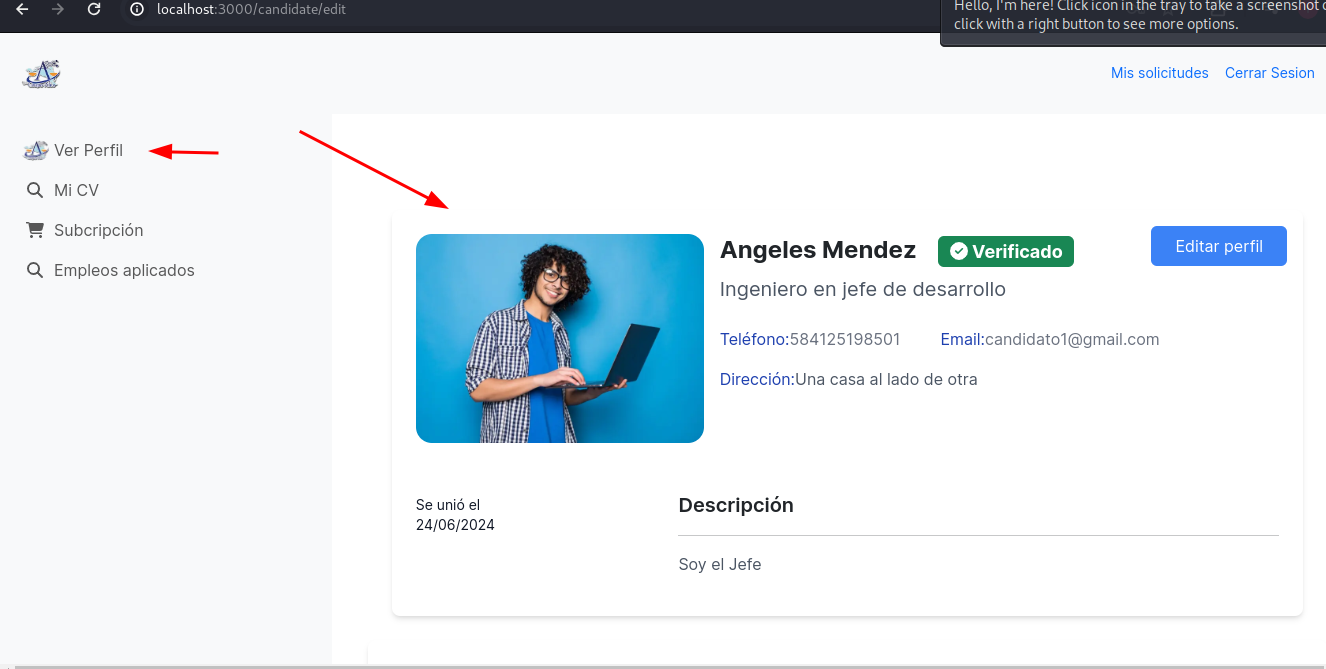 localhost:3000/candidate/edit
Hello, I'm here! Click icon in the tray to take a screenshot
click with a right button to see more options.
Mis solicitudes Cerrar Sesion
Ver Perfil
Mi CV
Subcripción
Empleos aplicados
Angeles Mendez Verificado Editar perfil
Ingeniero en jefe de desarrollo
Teléfono:584125198501 Email:candidato1@gmail.com
Dirección:Una casa al lado de otra
Se unió el
24/06/2024
Descripción
Soy el Jefe